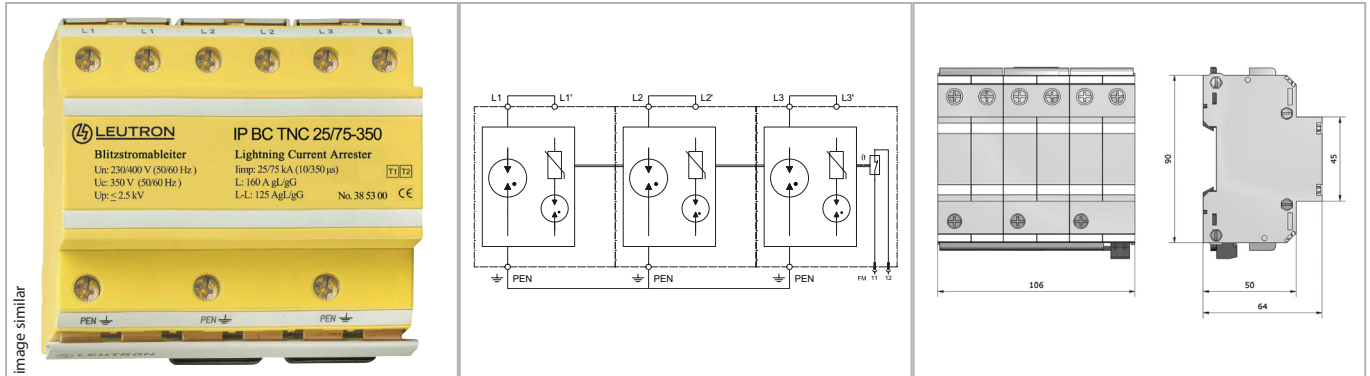 L1 L1 L2 L2 L3 L3
LEUTRON
IP BC TNC 25/75-350
Blitzstromableiter
Un: 230/400 V (50/60 Hz )
Uc: 350 V (50/60 Hz )
Up: ≤ 2.5 kV
Lightning Current Arrester
Iimp: 25/75 kA (10/350 µs)
L: 160 A gL/gG
L-L: 125 AgL/gG
T1 T2
No. 38 53 00 CE
PEN PEN PEN
LEUTRON
image similar
L1 L1' L2 L2' L3 L3'
PEN PEN PEN
FM 11 12
90
45
106
50
64